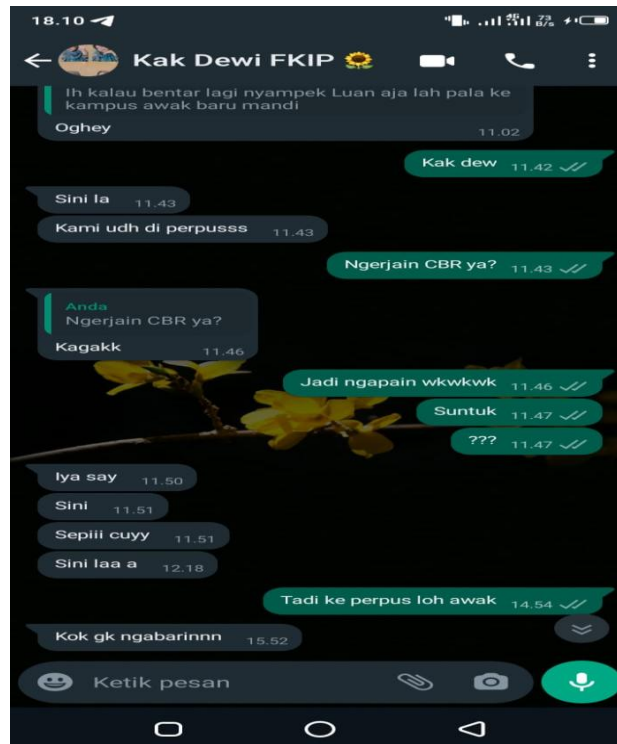 18.10
73 B/s
Kak Dewi FKIP 🌻
Ih kalau bentar lagi nyampek Luan aja lah pala ke
kampus awak baru mandi
Oghey 11.02
Kak dew 11.42
Sini la 11.43
Kami udh di perpusss 11.43
Ngerjain CBR ya? 11.43
Anda
Ngerjain CBR ya?
Kagakk 11.46
Jadi ngapain wkwkwk 11.46
Suntuk 11.47
??? 11.47
Iya say 11.50
Sini 11.51
Sepiii cuyy 11.51
Sini laa a 12.18
Tadi ke perpus loh awak 14.54
Kok gk ngabarinnn 15.52
Ketik pesan